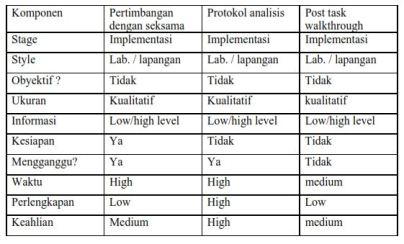 Komponen Pertimbangan dengan seksama Protokol analisis Post task walkthrough
Stage Implementasi Implementasi Implementasi
Style Lab. / lapangan Lab. / lapangan Lab. / lapangan
Obyektif ? Tidak Tidak Tidak
Ukuran Kualitatif Kualitatif kualitatif
Informasi Low/high level Low/high level Low/high level
Kesiapan Ya Tidak Tidak
Mengganggu? Ya Ya Tidak
Waktu High High medium
Perlengkapan Low High Low
Keahlian Medium High medium